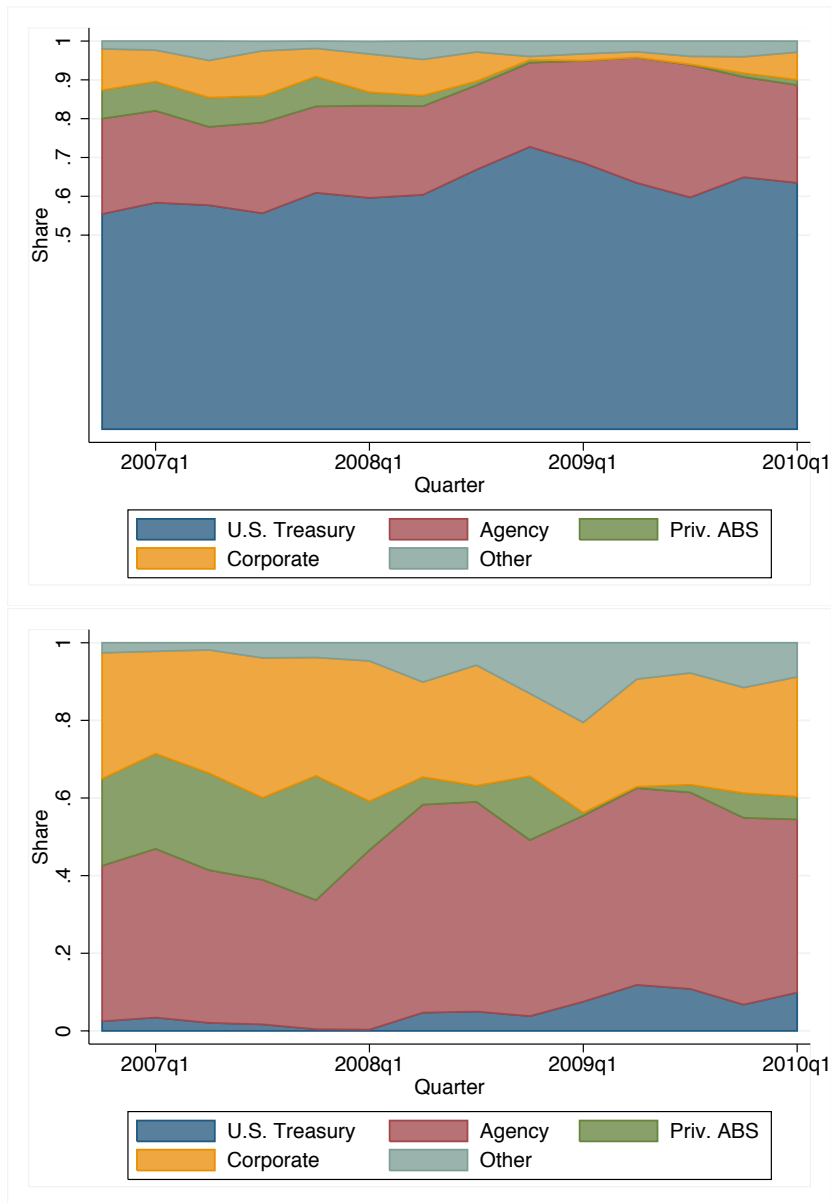 1
.9
.8
.7
.6
.5
Share
2007q1 2008q1 2009q1 2010q1
Quarter
U.S. Treasury Agency Priv. ABS
Corporate Other
1
.8
.6
.4
.2
0
Share
2007q1 2008q1 2009q1 2010q1
Quarter
U.S. Treasury Agency Priv. ABS
Corporate Other